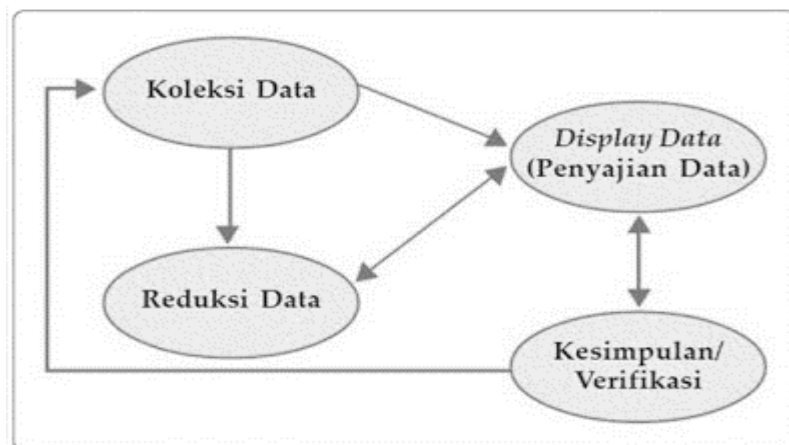 Koleksi Data
Display Data
(Penyajian Data)
Reduksi Data
Kesimpulan/
Verifikasi